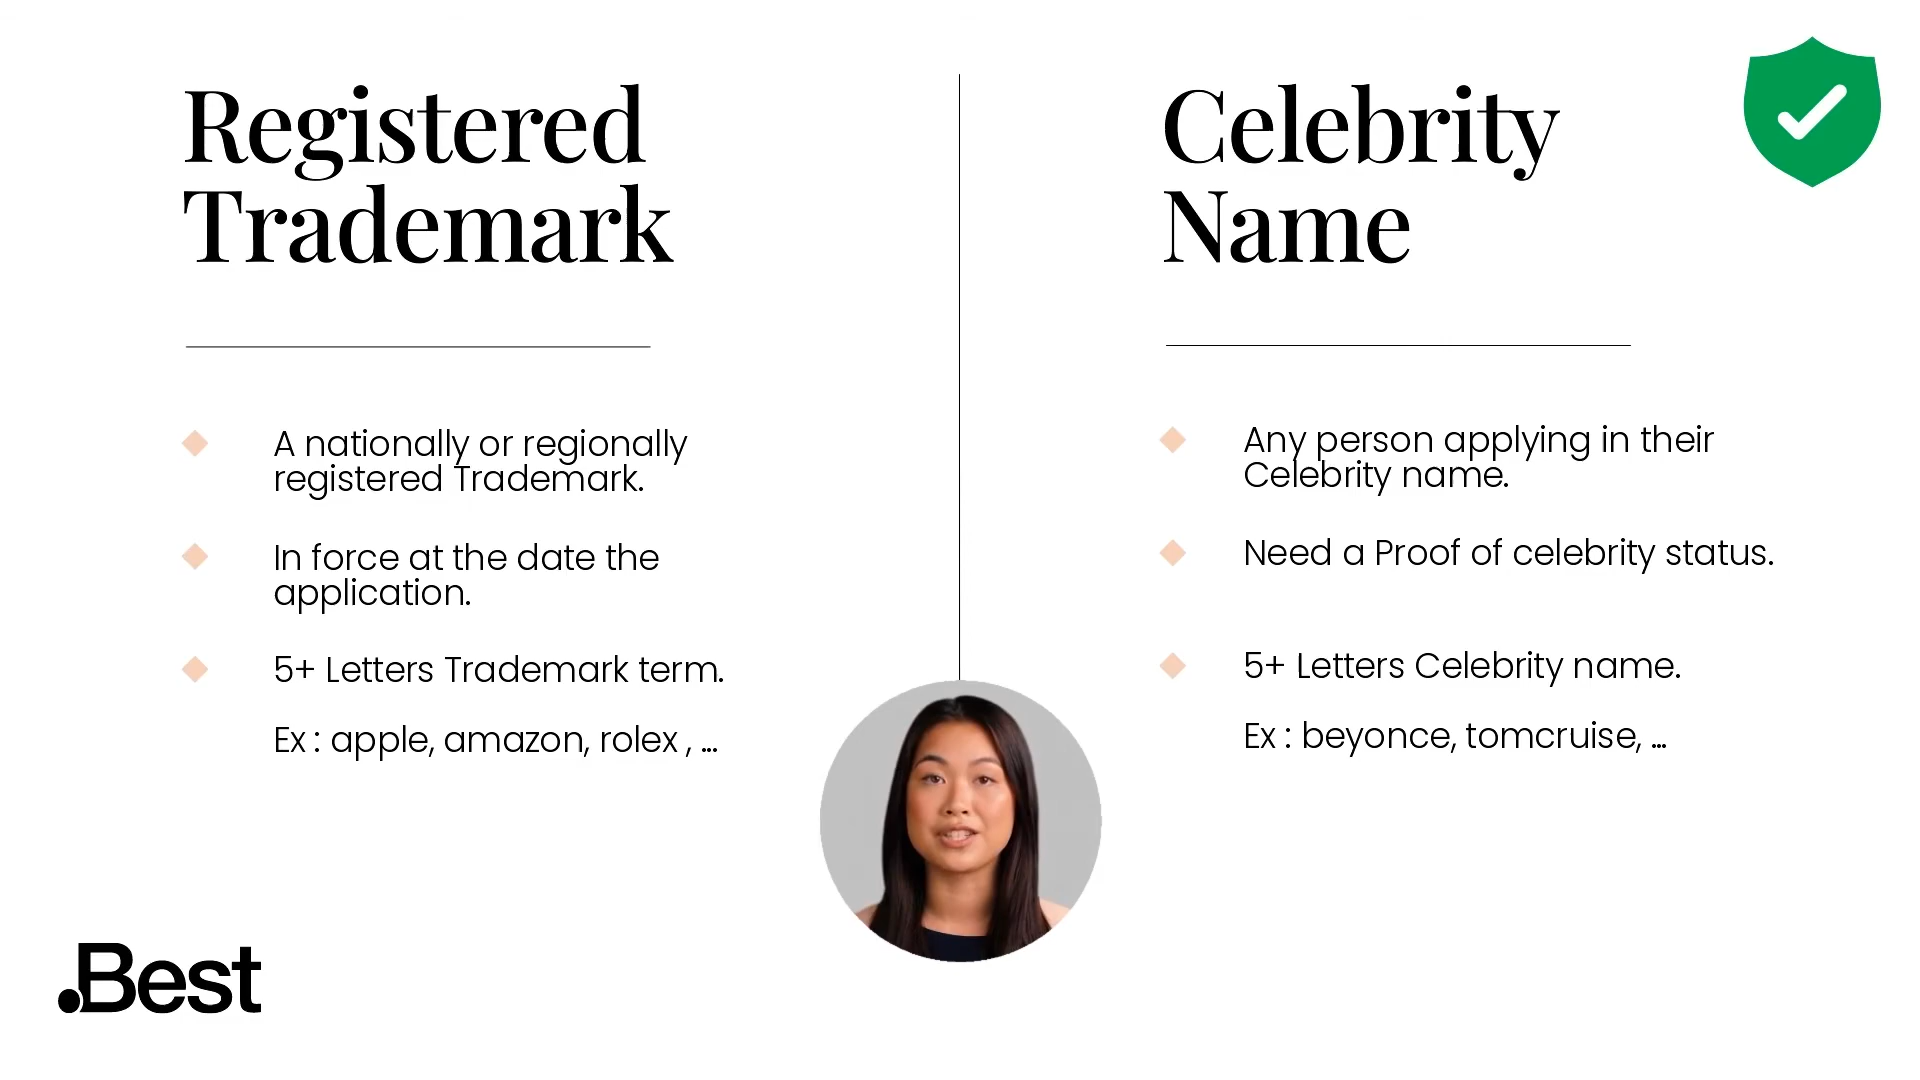 Registered
Trademark
A nationally or regionally
registered Trademark.
In force at the date the
application.
5+ Letters Trademark term.
Ex : apple, amazon, rolex , ...
Celebrity
Name
Any person applying in their
Celebrity name.
Need a Proof of celebrity status.
5+ Letters Celebrity name.
Ex : beyonce, tomcruise, ...
.Best